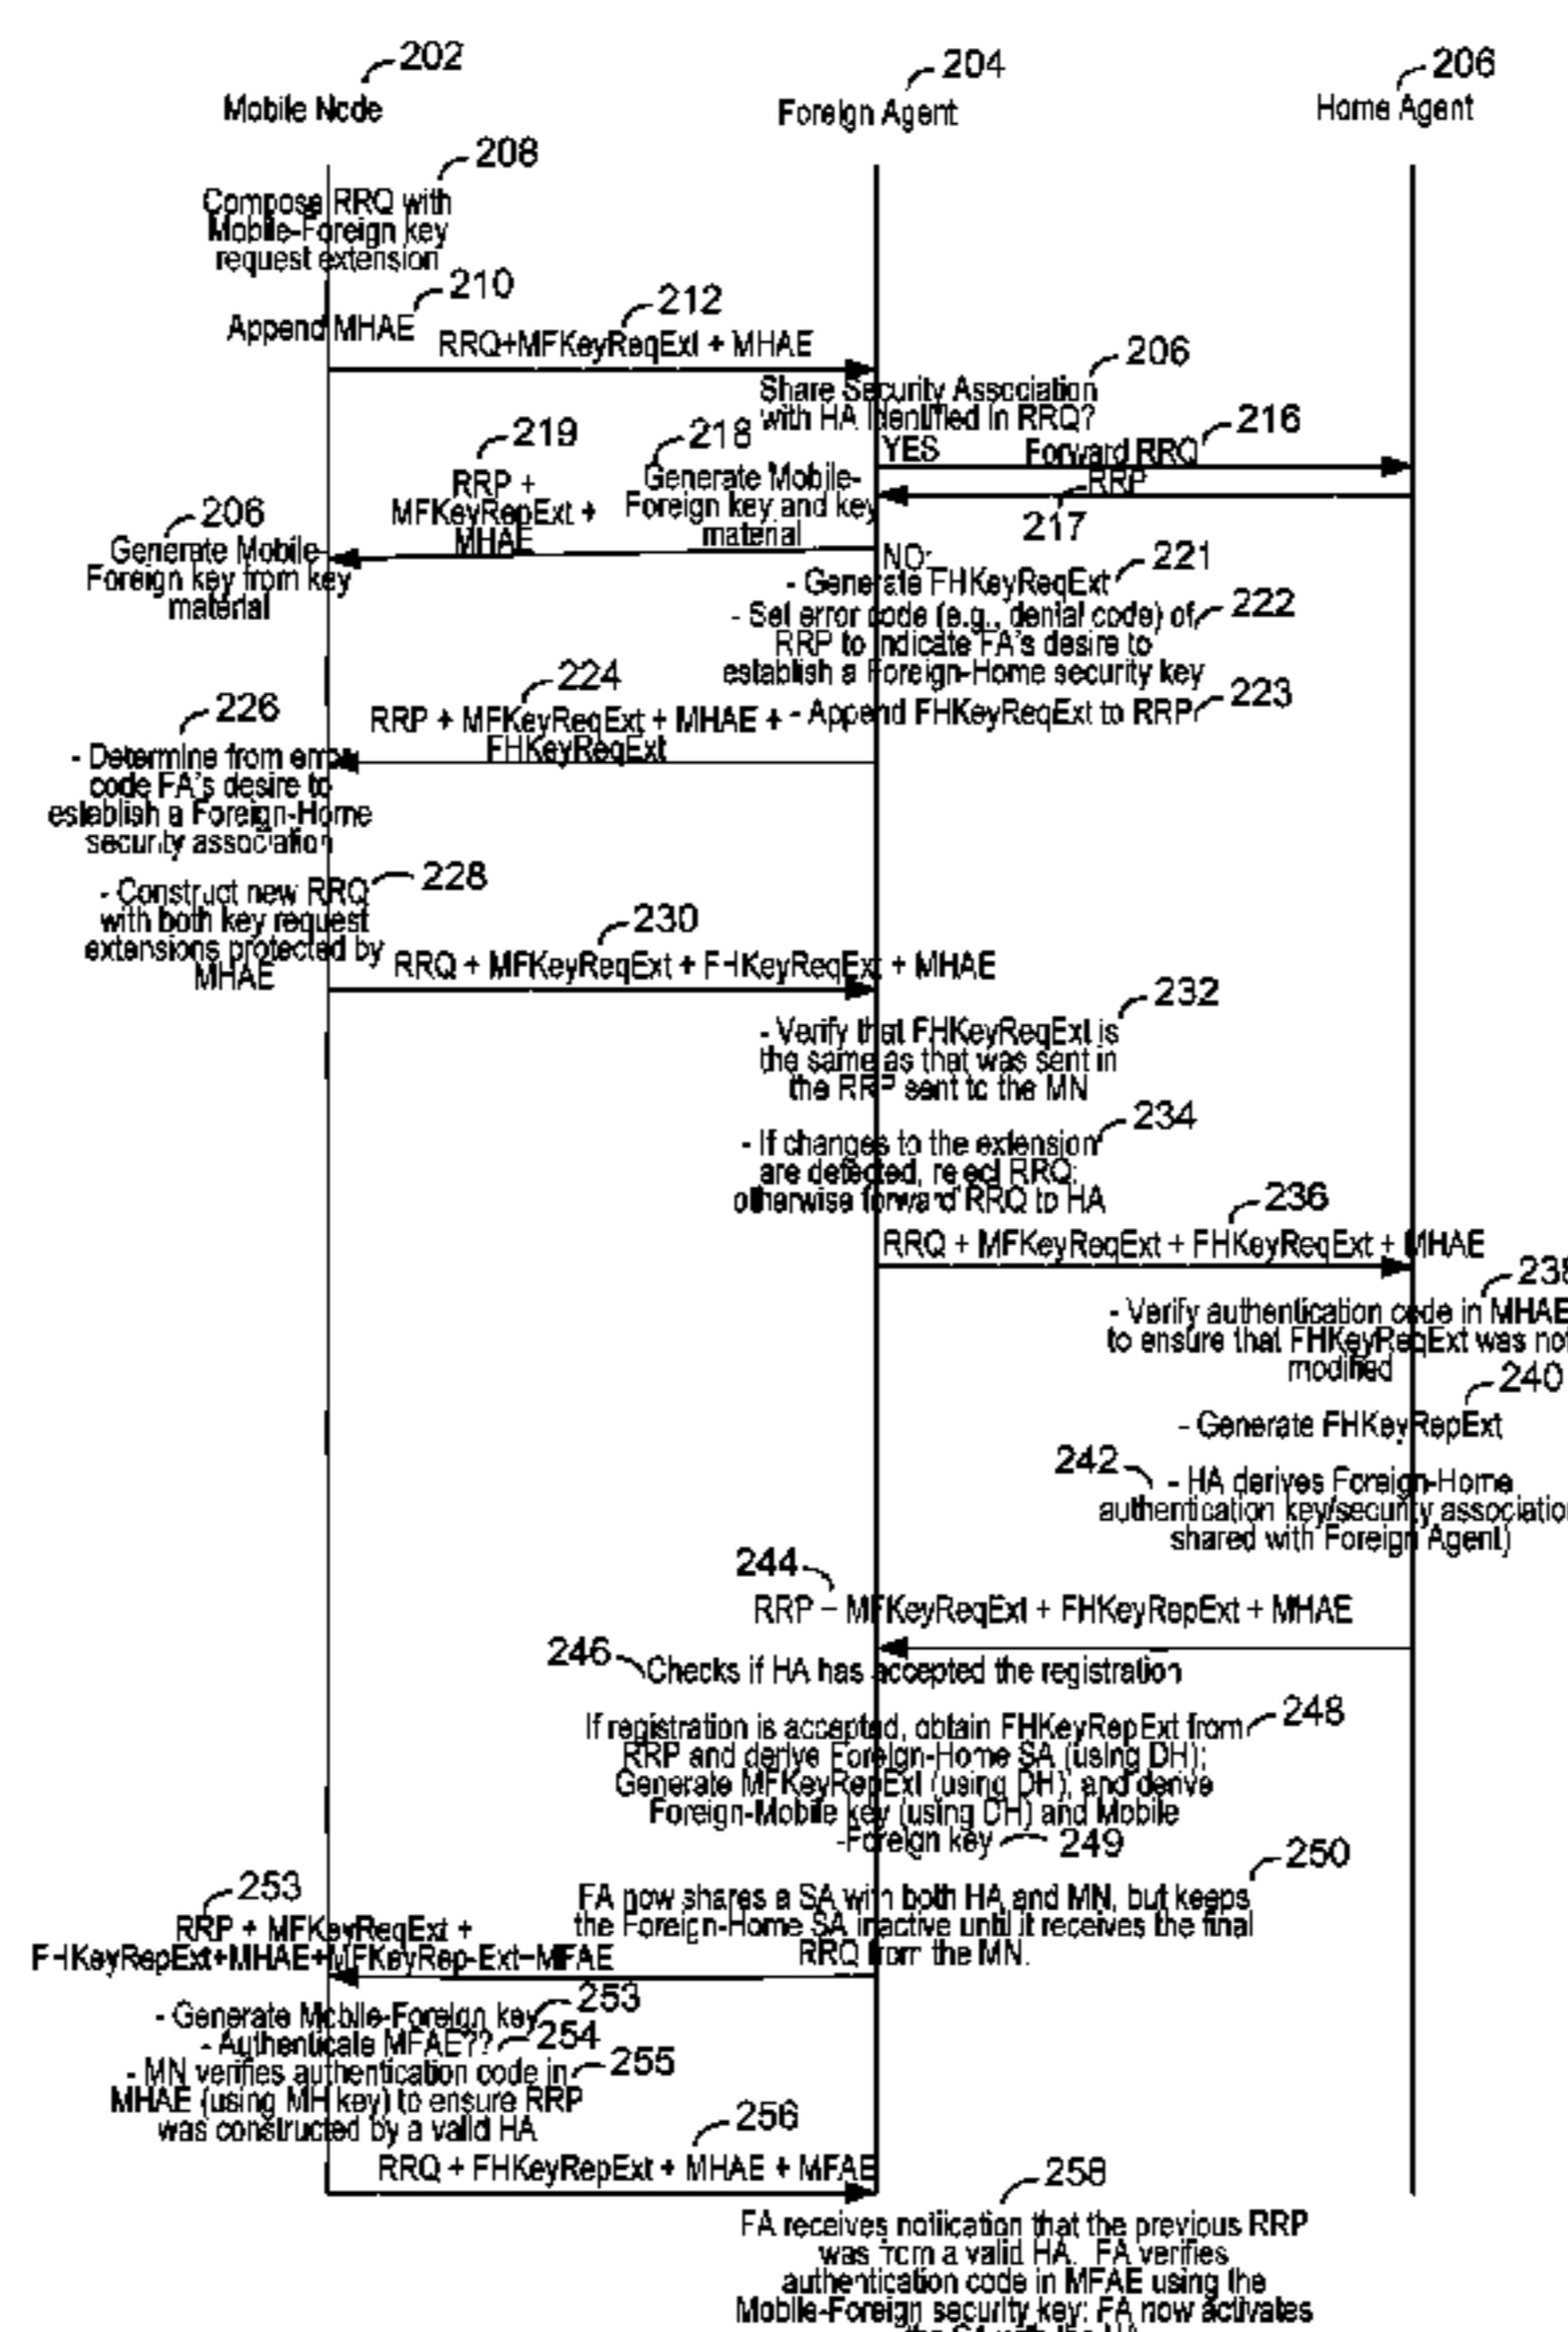 202
204
206
Mobile Node
Foreign Agent
Home Agent
208
Compose RRQ with
Mobile-Foreign key
request extension
210
Append MHAE
212
RRQ+MFKeyReqExt + MHAE
206
Share Security Association
with HA identified in RRQ?
YES
216
Forward RRQ
RRP
217
219
RRP +
MFKeyRepExt +
MHAE
218
Generate Mobile-
Foreign key and key
material
206
Generate Mobile-
Foreign key from key
material
NO:
- Generate FHKeyReqExt
221
- Set error code (e.g., denial code) of
222
RRP to indicate FA's desire to
establish a Foreign-Home security key
- Append FHKeyReqExt to RRP
223
224
RRP + MFKeyReqExt + MHAE +
FHKeyReqExt
226
- Determine from error
code FA's desire to
establish a Foreign-Home
security association
228
- Construct new RRQ
with both key request
extensions protected by
MHAE
230
RRQ + MFKeyReqExt + FHKeyReqExt + MHAE
232
- Verify that FHKeyReqExt is
the same as that was sent in
the RRP sent to the MN
234
- If changes to the extension
are detected, reject RRQ;
otherwise forward RRQ to HA
236
RRQ + MFKeyReqExt + FHKeyReqExt + MHAE
238
- Verify authentication code in MHAE
to ensure that FHKeyReqExt was not
modified
240
- Generate FHKeyRepExt
242
- HA derives Foreign-Home
authentication key/security association
shared with Foreign Agent)
244
RRP - MFKeyReqExt + FHKeyRepExt + MHAE
246
Checks if HA has accepted the registration
248
If registration is accepted, obtain FHKeyRepExt from
RRP and derive Foreign-Home SA (using DH);
Generate MFKeyRepExt (using DH), and derive
Foreign-Mobile key (using DH) and Mobile
-Foreign key
249
250
FA now shares a SA with both HA and MN, but keeps
the Foreign-Home SA inactive until it receives the final
RRQ from the MN.
253
RRP + MFKeyReqExt +
FHKeyRepExt+MHAE+MFKeyRep-Ext-MFAE
- Generate Mobile-Foreign key
253
- Authenticate MFAE??
254
- MN verifies authentication code in
255
MHAE (using MH key) to ensure RRP
was constructed by a valid HA
256
RRQ + FHKeyRepExt + MHAE + MFAE
258
FA receives notiication that the previous RRP
was from a valid HA. FA verifies
authentication code in MFAE using the
Mobile-Foreign security key; FA now activates